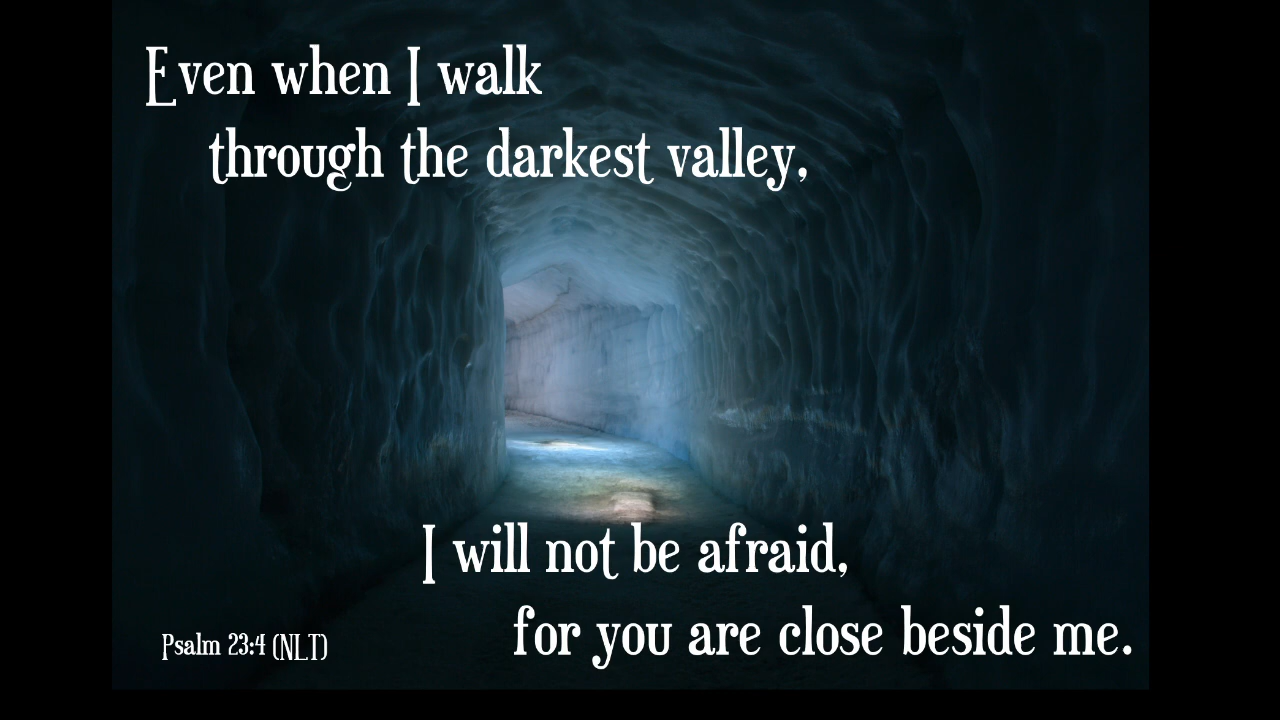 Even when I walk
through the darkest valley,
I will not be afraid,
for you are close beside me.
Psalm 23:4 (NLT)